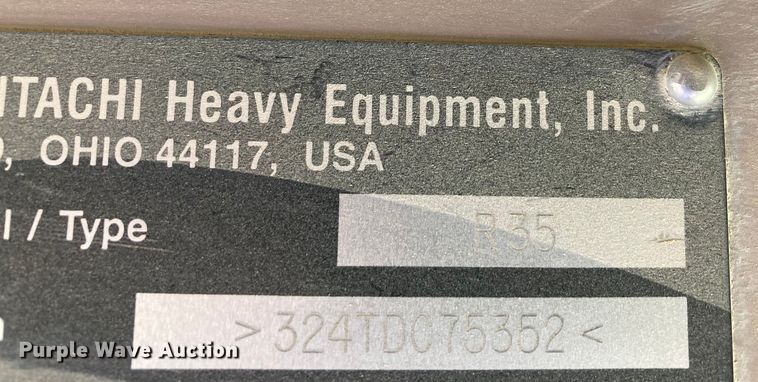 ITACHI Heavy Equipment, Inc.
, OHIO 44117, USA
l / Type
R35
>324TDC75352<
Purple Wave Auction